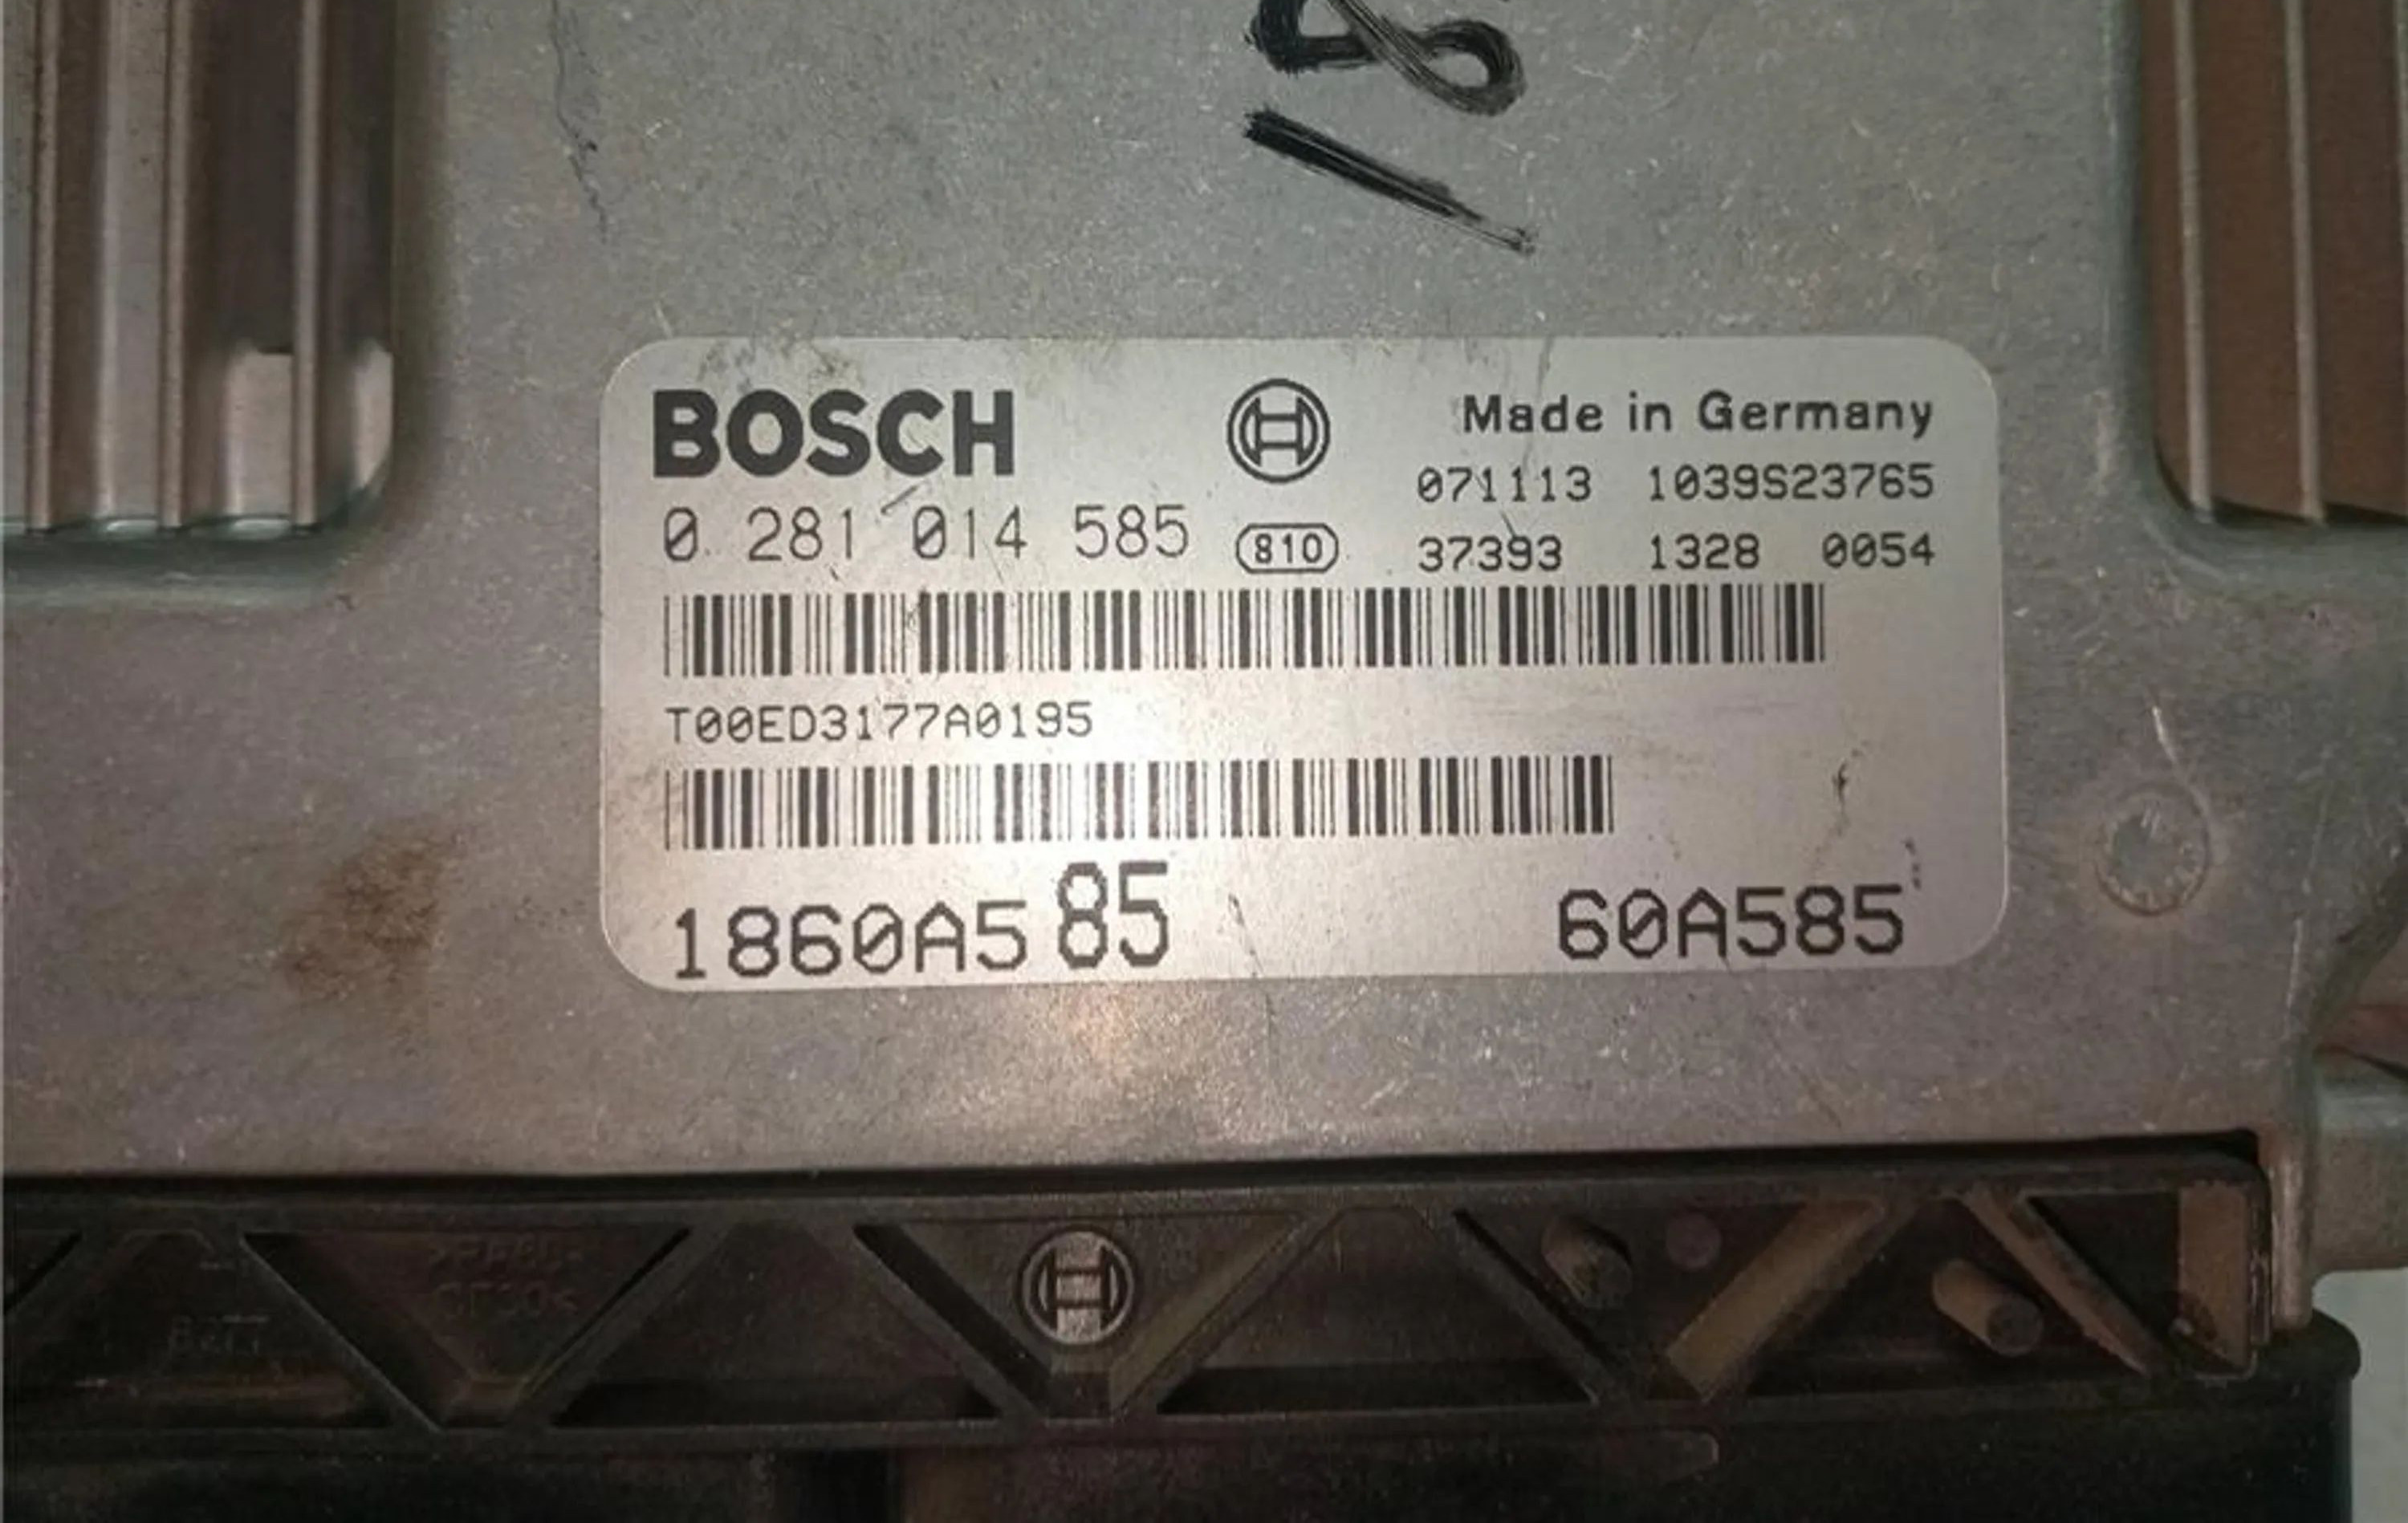 18
BOSCH
Made in Germany
071113 1039S23765
0 281 014 585 810 37393 1328 0054
T00ED3177A0195
1860A585 60A585